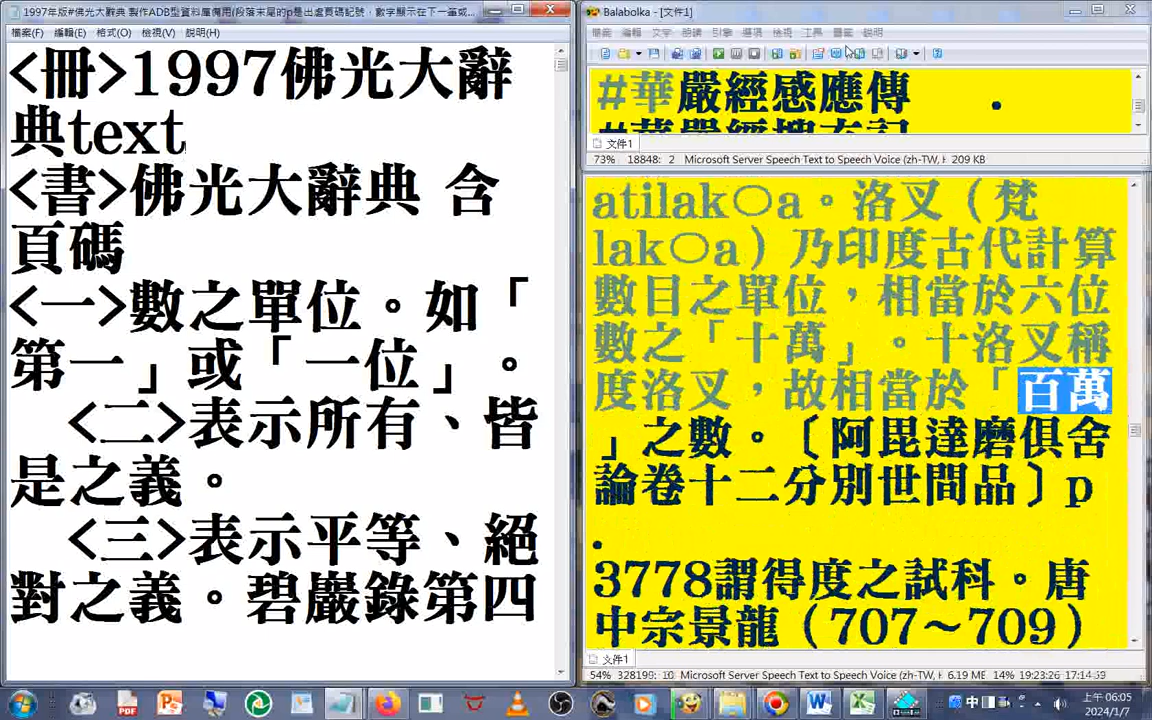 1997年版#佛光大辭典 製作ADB型資料庫備用(段落末尾的p是出處頁碼記號，數字顯示在下一筆或...
檔案(F) 編輯(E) 格式(O) 檢視(V) 說明(H)
<冊>1997佛光大辭
典text
<書>佛光大辭典 含
頁碼
<一>數之單位。如「
第一」或「一位」。
<二>表示所有、皆
是之義。
<三>表示平等、絕
對之義。碧巖錄第四
Balabolka - [文件1]
檔案 編輯 文字 朗讀 引擎 選項 檢視 工具 圖案 說明
#華嚴經感應傳 .
#華嚴經搜玄記
文件1
73% 18848: 2 Microsoft Server Speech Text to Speech Voice (zh-TW, H 209 KB
atilak○a。洛叉（梵
lak○a）乃印度古代計算
數目之單位，相當於六位
數之「十萬」。十洛叉稱
度洛叉，故相當於「百萬
」之數。〔阿毘達磨俱舍
論卷十二分別世間品〕p
.
3778謂得度之試科。唐
中宗景龍（707～709）
文件1
54% 328199: 10 Microsoft Server Speech Text to Speech Voice (zh-TW, H 6.19 ME 14% 19:23:26-17:14:59
PDF
中
上午 06:05
2024/1/7